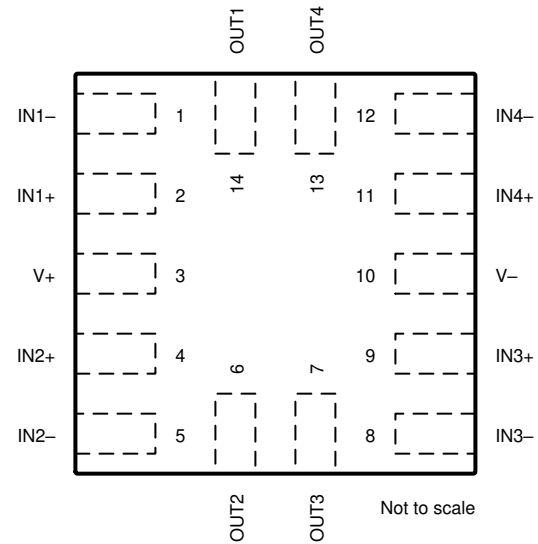 OUT1 OUT4
IN1– 1 12 IN4–
14 13
IN1+ 2 11 IN4+
V+ 3 10 V–
IN2+ 4 6 7 9 IN3+
IN2– 5 8 IN3–
OUT2 OUT3
Not to scale